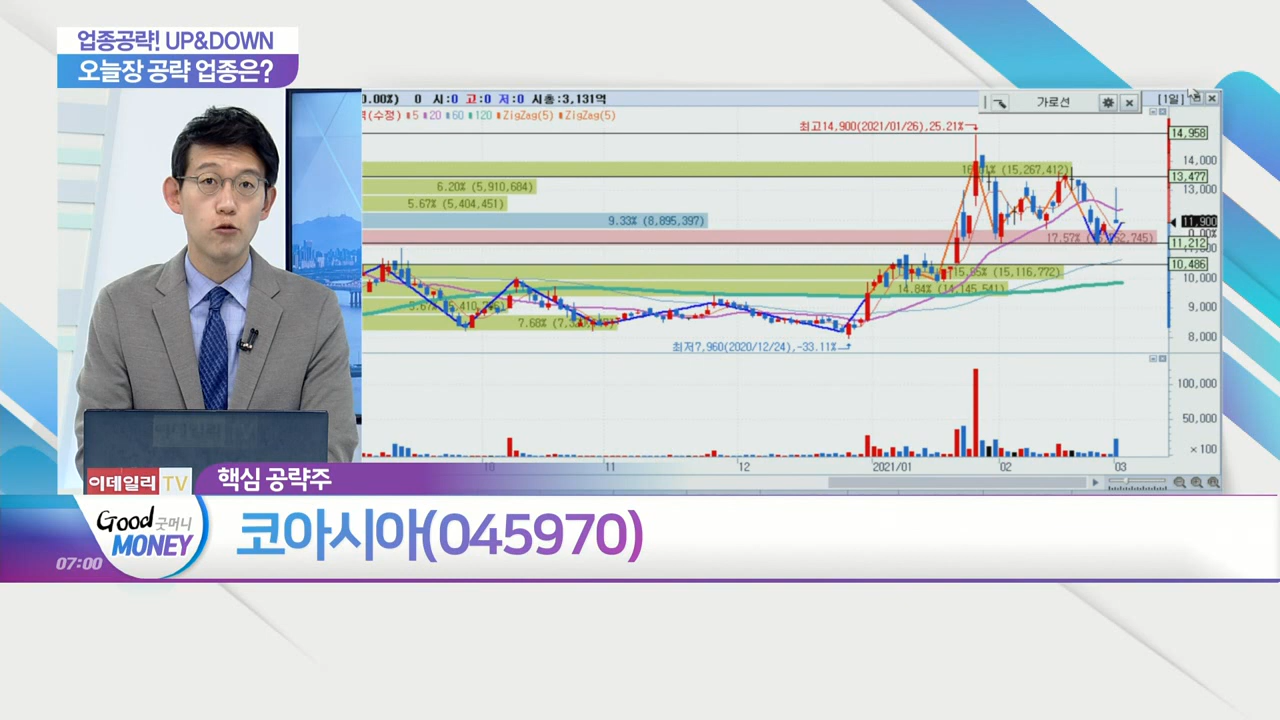 업종공략! UP&DOWN
오늘장 공략 업종은?
0.00%) 0 시:0 고:0 저:0 시총:3,131억
가로선
[1일]
(수정) 5 20 60 120 ZigZag(5) ZigZag(5)
최고14,900(2021/01/26),25.21%→
14,958
14,000
13,477
13,000
6.20% (5,910,684)
5.67% (5,404,451)
9.33% (8,895,397)
11,900
17.57%
11,212
10,486
(15,267,412)
(15,116,772)
10,000
14.84% (14,145,541)
9,000
7.68%
8,000
최저7,960(2020/12/24),-33.11%→
100,000
50,000
×100
10
11
12
2021/01
02
03
이데일리 TV
핵심 공략주
Good 굿머니
MONEY
07:00
코아시아(045970)